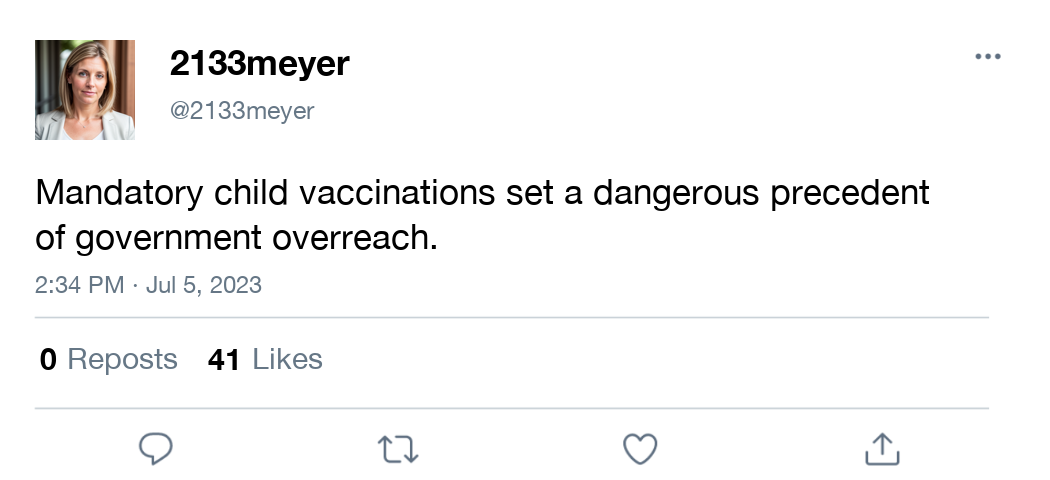 2133meyer
@2133meyer
Mandatory child vaccinations set a dangerous precedent
of government overreach.
2:34 PM · Jul 5, 2023
0 Reposts 41 Likes